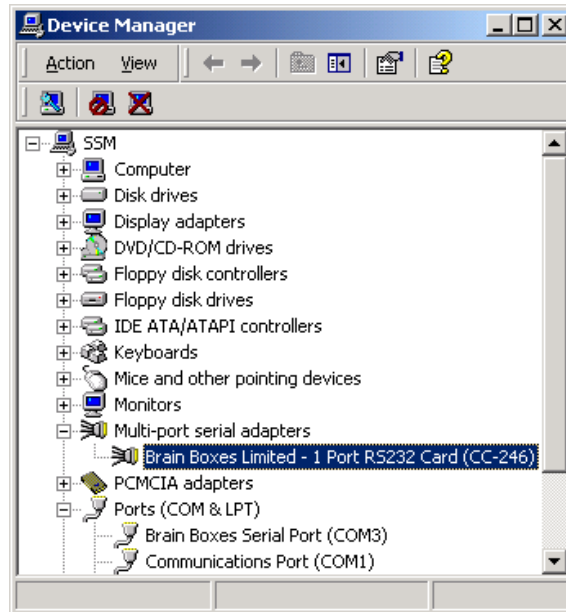 Device Manager
Action View
SSM
Computer
Disk drives
Display adapters
DVD/CD-ROM drives
Floppy disk controllers
Floppy disk drives
IDE ATA/ATAPI controllers
Keyboards
Mice and other pointing devices
Monitors
Multi-port serial adapters
Brain Boxes Limited - 1 Port RS232 Card (CC-246)
PCMCIA adapters
Ports (COM & LPT)
Brain Boxes Serial Port (COM3)
Communications Port (COM1)